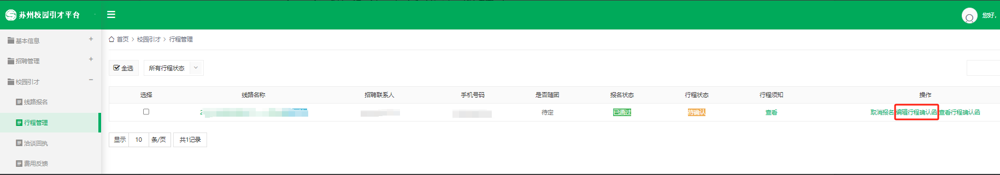 苏州校园引才平台
您好,
基本信息 +
招聘管理 +
校园引才 −
线路报名
行程管理
洽谈回执
费用反馈
首页 > 校园引才 > 行程管理
全选 所有行程状态
选择 线路名称 招聘联系人 手机号码 是否随团 报名状态 行程状态 行程须知 操作
待定 已通过 待确认 查看 取消报名 编辑行程确认函 查看行程确认函
显示 10 条/页 共1记录